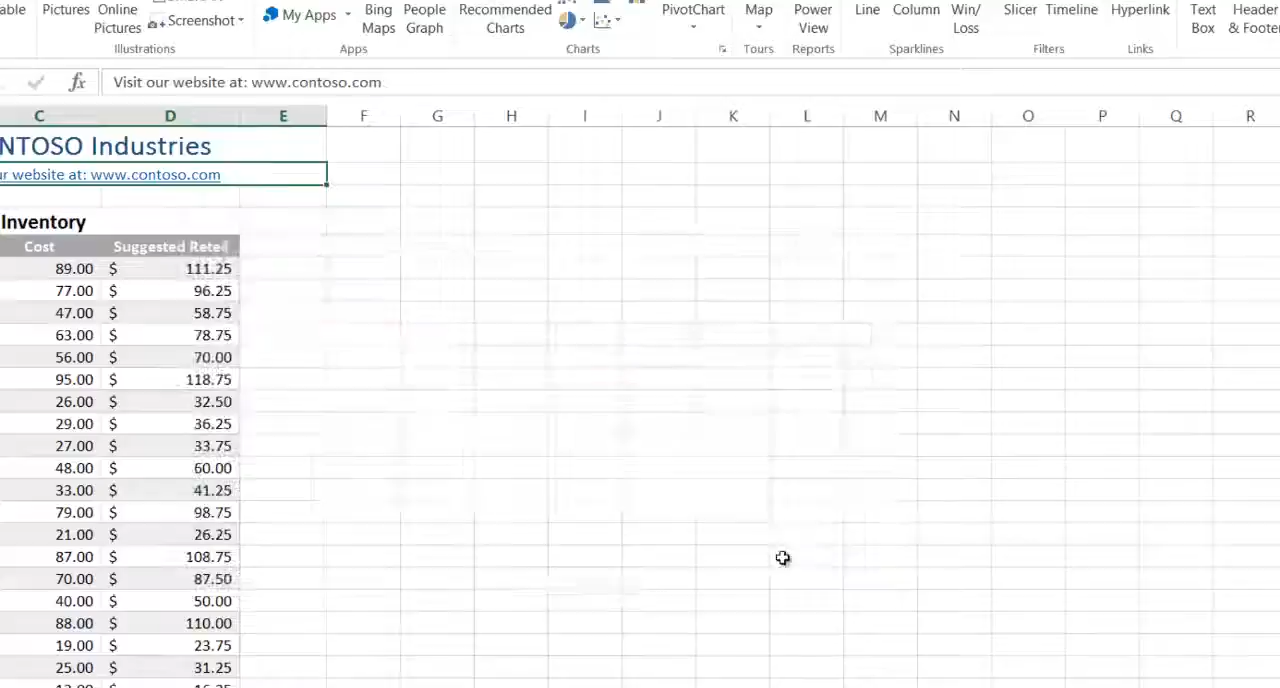 able Pictures Online Pictures Screenshot My Apps Bing Maps People Graph Recommended Charts PivotChart Map Power View Line Column Win/ Loss Slicer Timeline Hyperlink Text Box Header & Footer
Illustrations Apps Charts Tours Reports Sparklines Filters Links
fx Visit our website at: www.contoso.com
C D E F G H I J K L M N O P Q R
NTOSO Industries
ur website at: www.contoso.com
Inventory
Cost Suggested Retail
89.00 $ 111.25
77.00 $ 96.25
47.00 $ 58.75
63.00 $ 78.75
56.00 $ 70.00
95.00 $ 118.75
26.00 $ 32.50
29.00 $ 36.25
27.00 $ 33.75
48.00 $ 60.00
33.00 $ 41.25
79.00 $ 98.75
21.00 $ 26.25
87.00 $ 108.75
70.00 $ 87.50
40.00 $ 50.00
88.00 $ 110.00
19.00 $ 23.75
25.00 $ 31.25